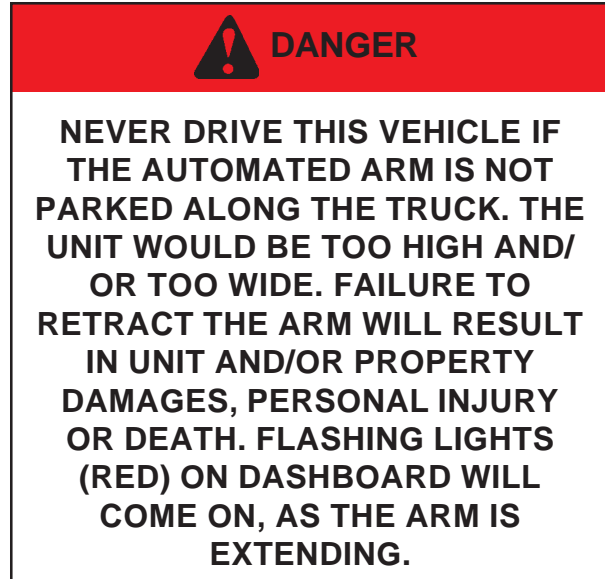 DANGER
NEVER DRIVE THIS VEHICLE IF
THE AUTOMATED ARM IS NOT
PARKED ALONG THE TRUCK. THE
UNIT WOULD BE TOO HIGH AND/
OR TOO WIDE. FAILURE TO
RETRACT THE ARM WILL RESULT
IN UNIT AND/OR PROPERTY
DAMAGES, PERSONAL INJURY
OR DEATH. FLASHING LIGHTS
(RED) ON DASHBOARD WILL
COME ON, AS THE ARM IS
EXTENDING.